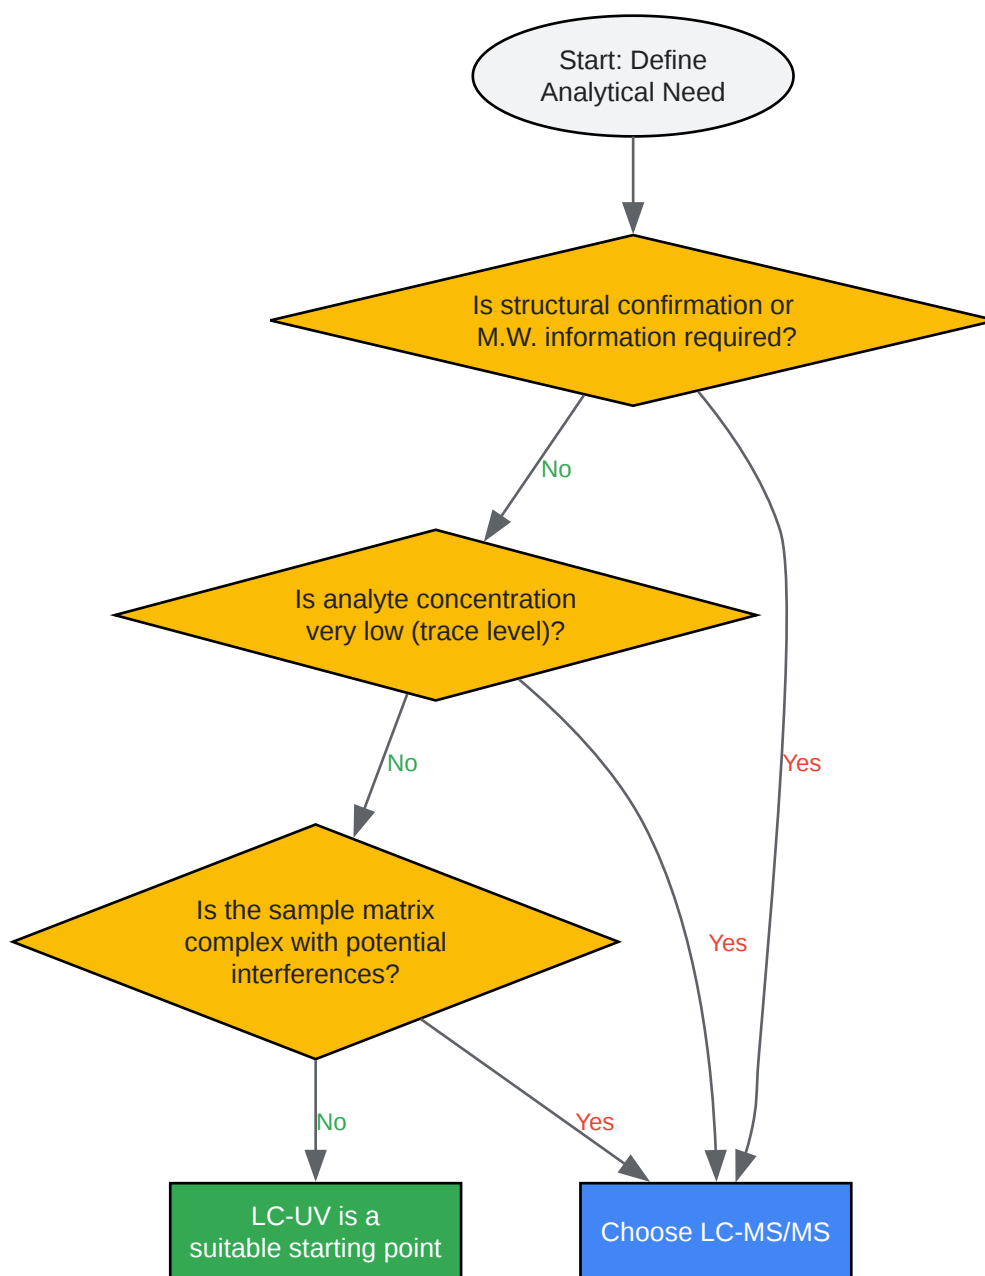 Start: Define
Analytical Need
Is structural confirmation or
M.W. information required?
No
Is analyte concentration
very low (trace level)?
No
Yes
Is the sample matrix
complex with potential
interferences?
Yes
No
Yes
LC-UV is a
suitable starting point
Choose LC-MS/MS